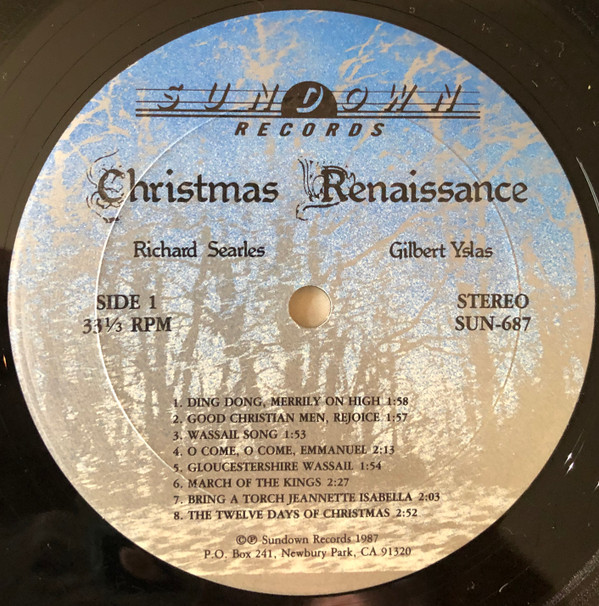 SUNDOWN
RECORDS
Christmas Renaissance
Richard Searles Gilbert Yslas
SIDE 1 STEREO
33⅓ RPM SUN-687
1. DING DONG, MERRILY ON HIGH 1:58
2. GOOD CHRISTIAN MEN, REJOICE 1:57
3. WASSAIL SONG 1:53
4. O COME, O COME, EMMANUEL 2:13
5. GLOUCESTERSHIRE WASSAIL 1:54
6. MARCH OF THE KINGS 2:27
7. BRING A TORCH JEANNETTE ISABELLA 2:03
8. THE TWELVE DAYS OF CHRISTMAS 2:52
©℗ Sundown Records 1987
P.O. Box 241, Newbury Park, CA 91320